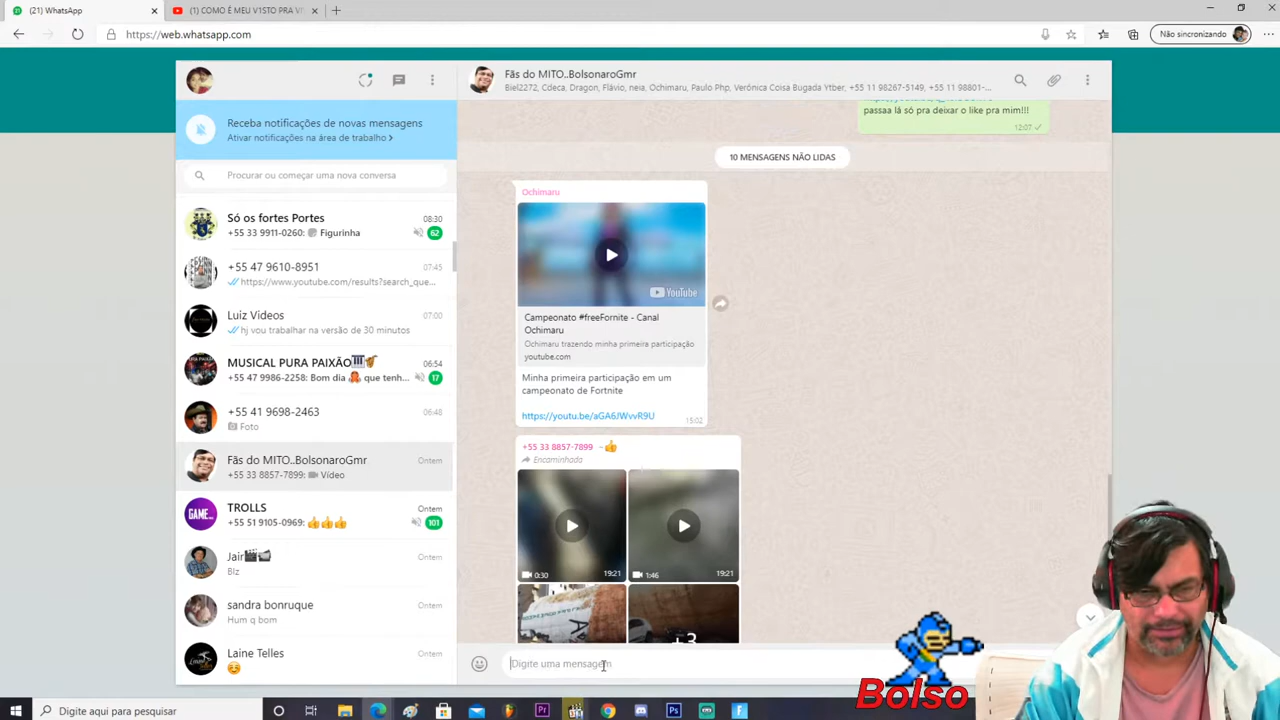 (21) WhatsApp
(1) COMO É MEU V1STO PRA VI
https://web.whatsapp.com
Não sincronizando
Receba notificações de novas mensagens
Ativar notificações na área de trabalho >
Procurar ou começar uma nova conversa
Só os fortes Portes 08:30
+55 33 9911-0260: Figurinha 62
+55 47 9610-8951 07:45
https://www.youtube.com/results?search_que...
Luiz Videos 07:00
hj vou trabalhar na versão de 30 minutos
MUSICAL PURA PAIXÃO🎹🎷 06:54
+55 47 9986-2258: Bom dia que tenh... 17
+55 41 9698-2463 06:48
Foto
Fãs do MITO..BolsonaroGmr Ontem
+55 33 8857-7899: Vídeo
TROLLS Ontem
+55 51 9105-0969: 👍👍👍 101
GAME
Jair Ontem
Blz
sandra bonruque Ontem
Hum q bom
Laine Telles Ontem
☺️
Fãs do MITO..BolsonaroGmr
Biel2272, Cdeca, Dragon, Flávio, neia, Ochimaru, Paulo Php, Verónica Coisa Bugada Ytber, +55 11 98267-5149, +55 11 98801-...
passaa lá só pra deixar o like pra mim!!!
12:07
10 MENSAGENS NÃO LIDAS
Ochimaru
YouTube
Campeonato #freeFornite - Canal
Ochimaru
Ochimaru trazendo minha primeira participação
youtube.com
Minha primeira participação em um
campeonato de Fortnite
https://youtu.be/aGA6JWvvR9U
15:02
+55 33 8857-7899 ~👍
Encaminhada
0:30 19:21
1:46 19:21
+3
Digite uma mensagem
Bolso
Digite aqui para pesquisar